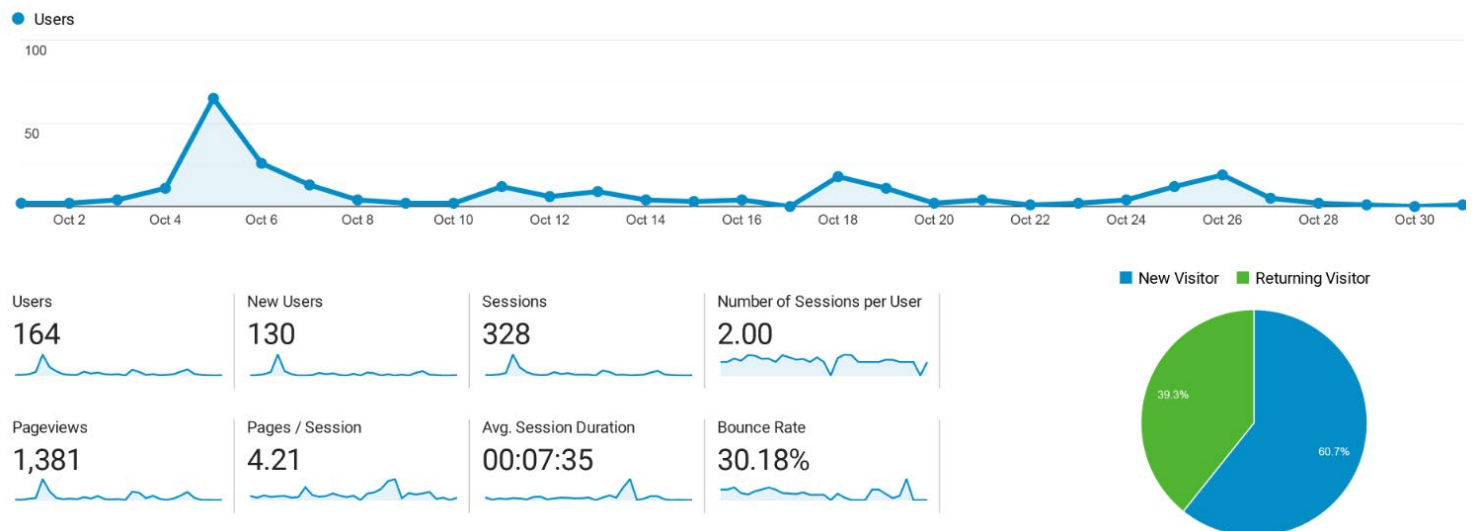 Users
100
50
Oct 2 Oct 4 Oct 6 Oct 8 Oct 10 Oct 12 Oct 14 Oct 16 Oct 18 Oct 20 Oct 22 Oct 24 Oct 26 Oct 28 Oct 30
New Visitor Returning Visitor
Users New Users Sessions Number of Sessions per User
164 130 328 2.00
39.3%
Pageviews Pages / Session Avg. Session Duration Bounce Rate
1,381 4.21 00:07:35 30.18%
60.7%